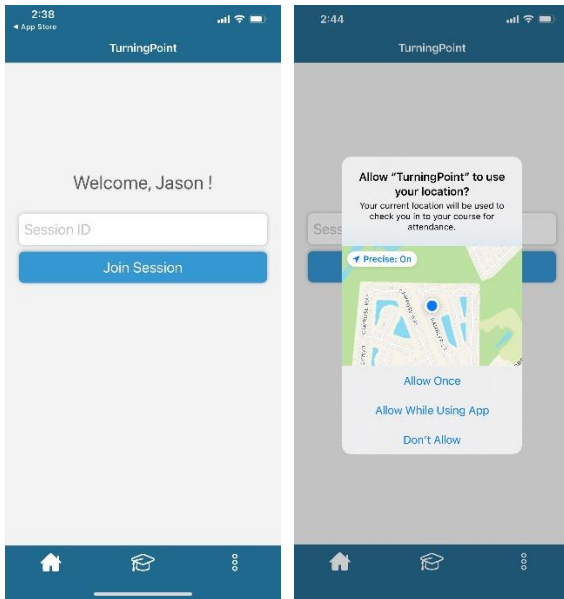 2:38
◀ App Store
TurningPoint
Welcome, Jason !
Session ID
Join Session
2:44
TurningPoint
Sess
Allow “TurningPoint” to use
your location?
Your current location will be used to
check you in to your course for
attendance.
Precise: On
Allow Once
Allow While Using App
Don’t Allow